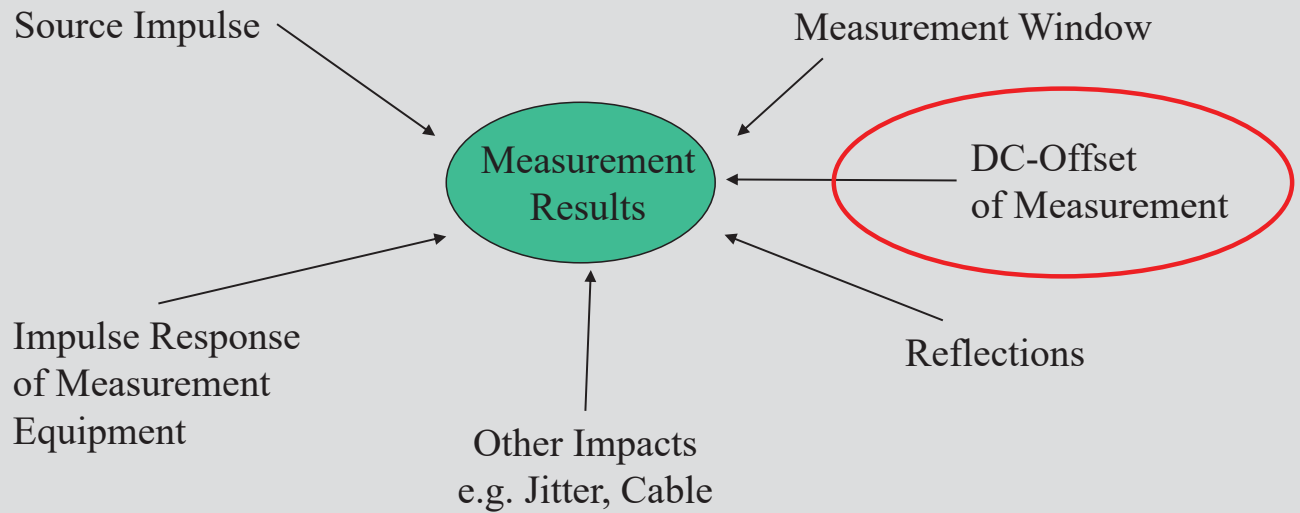 Source Impulse
Measurement Window
Measurement
Results
DC-Offset
of Measurement
Impulse Response
of Measurement
Equipment
Other Impacts
e.g. Jitter, Cable
Reflections